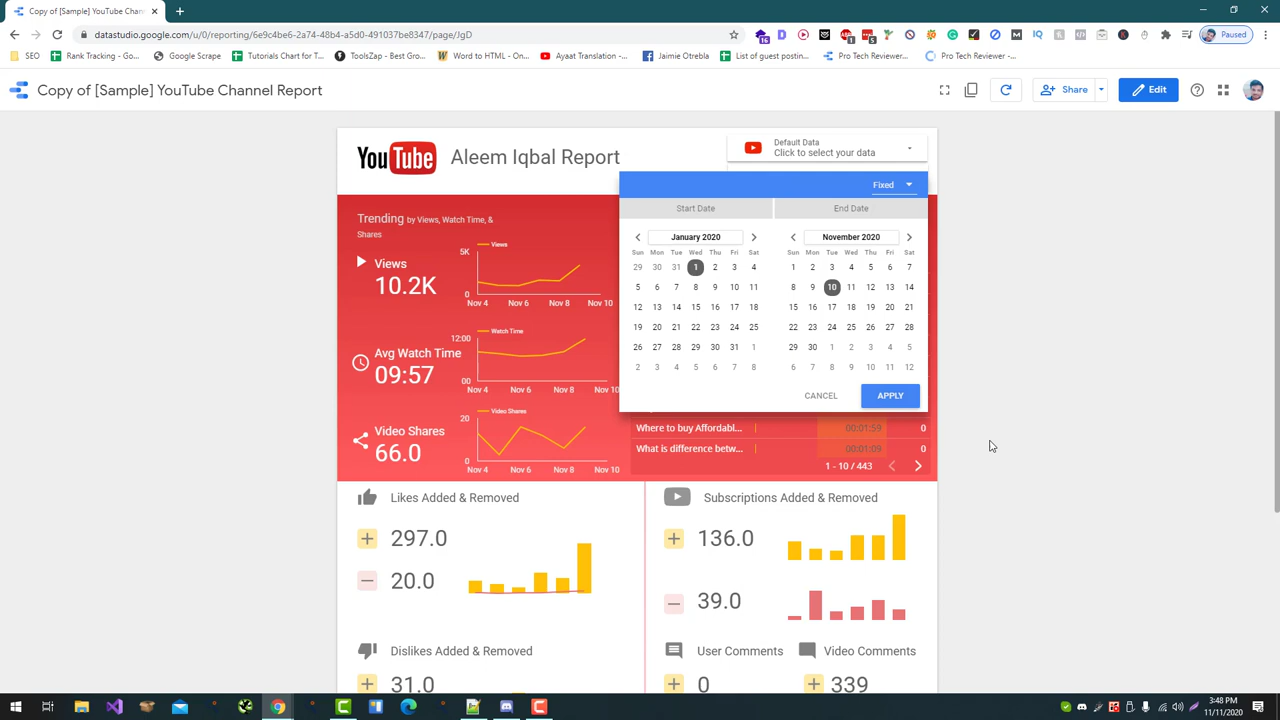 Copy of [Sample] YouTube Channel
datastudio.google.com/u/0/reporting/6e9c4be6-2a74-48b4-a5d0-491037be8347/page/JgD
Paused
SEO
Rank Tracking - Go...
Google Scrape
Tutorials Chart for T...
ToolsZap - Best Gro...
Word to HTML - On...
Ayaat Translation -...
Jaimie Otrebla
List of guest posting...
Pro Tech Reviewer...
Pro Tech Reviewer -...
Copy of [Sample] YouTube Channel Report
Share
Edit
YouTube
Aleem Iqbal Report
Default Data
Click to select your data
Fixed
Start Date
End Date
January 2020
November 2020
Sun Mon Tue Wed Thu Fri Sat
29 30 31 1 2 3 4
5 6 7 8 9 10 11
12 13 14 15 16 17 18
19 20 21 22 23 24 25
26 27 28 29 30 31 1
2 3 4 5 6 7 8
Sun Mon Tue Wed Thu Fri Sat
1 2 3 4 5 6 7
8 9 10 11 12 13 14
15 16 17 18 19 20 21
22 23 24 25 26 27 28
29 30 1 2 3 4 5
6 7 8 9 10 11 12
CANCEL
APPLY
Trending by Views, Watch Time, &
Shares
Views
10.2K
Views
5K
0
Nov 4 Nov 6 Nov 8 Nov 10
Avg Watch Time
09:57
Watch Time
12:00
00
Nov 4 Nov 6 Nov 8 Nov 10
Video Shares
66.0
Video Shares
20
0
Nov 4 Nov 6 Nov 8 Nov 10
Where to buy Affordabl... 00:01:59 0
What is difference betw... 00:01:09 0
1 - 10 / 443
Likes Added & Removed
297.0
20.0
Subscriptions Added & Removed
136.0
39.0
Dislikes Added & Removed
31.0
User Comments
0
Video Comments
339
3:48 PM
11/11/2020